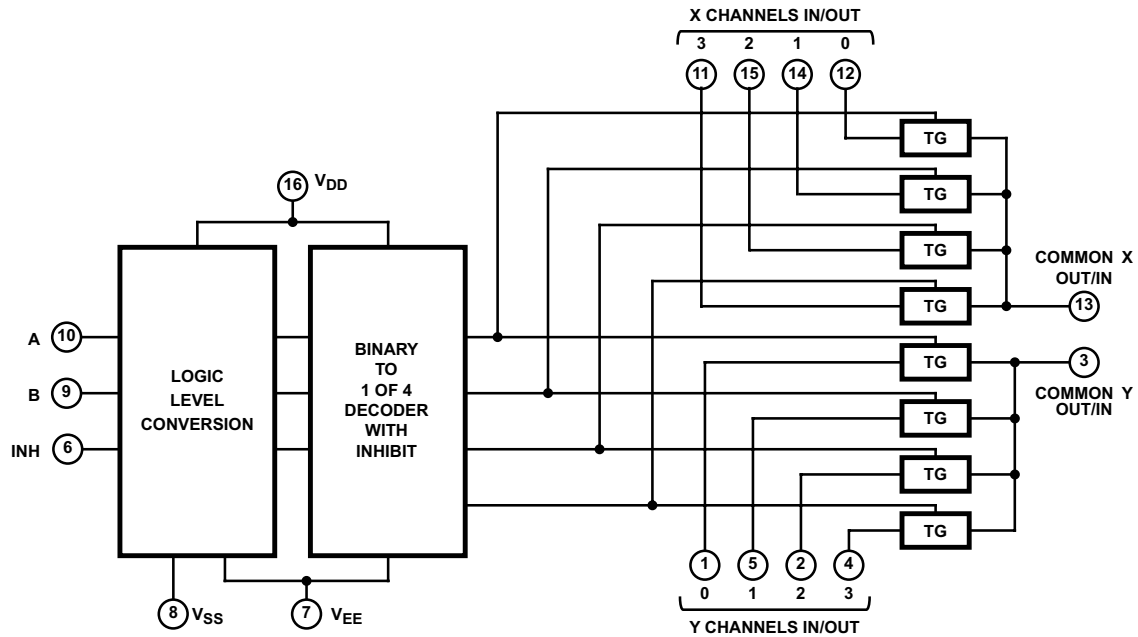 X CHANNELS IN/OUT
3 2 1 0
11 15 14 12
TG
16 VDD
TG
TG
COMMON X
OUT/IN
TG
13
A 10
LOGIC
LEVEL
CONVERSION
BINARY
TO
1 OF 4
DECODER
WITH
INHIBIT
TG
3
B 9
COMMON Y
OUT/IN
TG
INH 6
TG
TG
1 5 2 4
0 1 2 3
8 VSS
7 VEE
Y CHANNELS IN/OUT